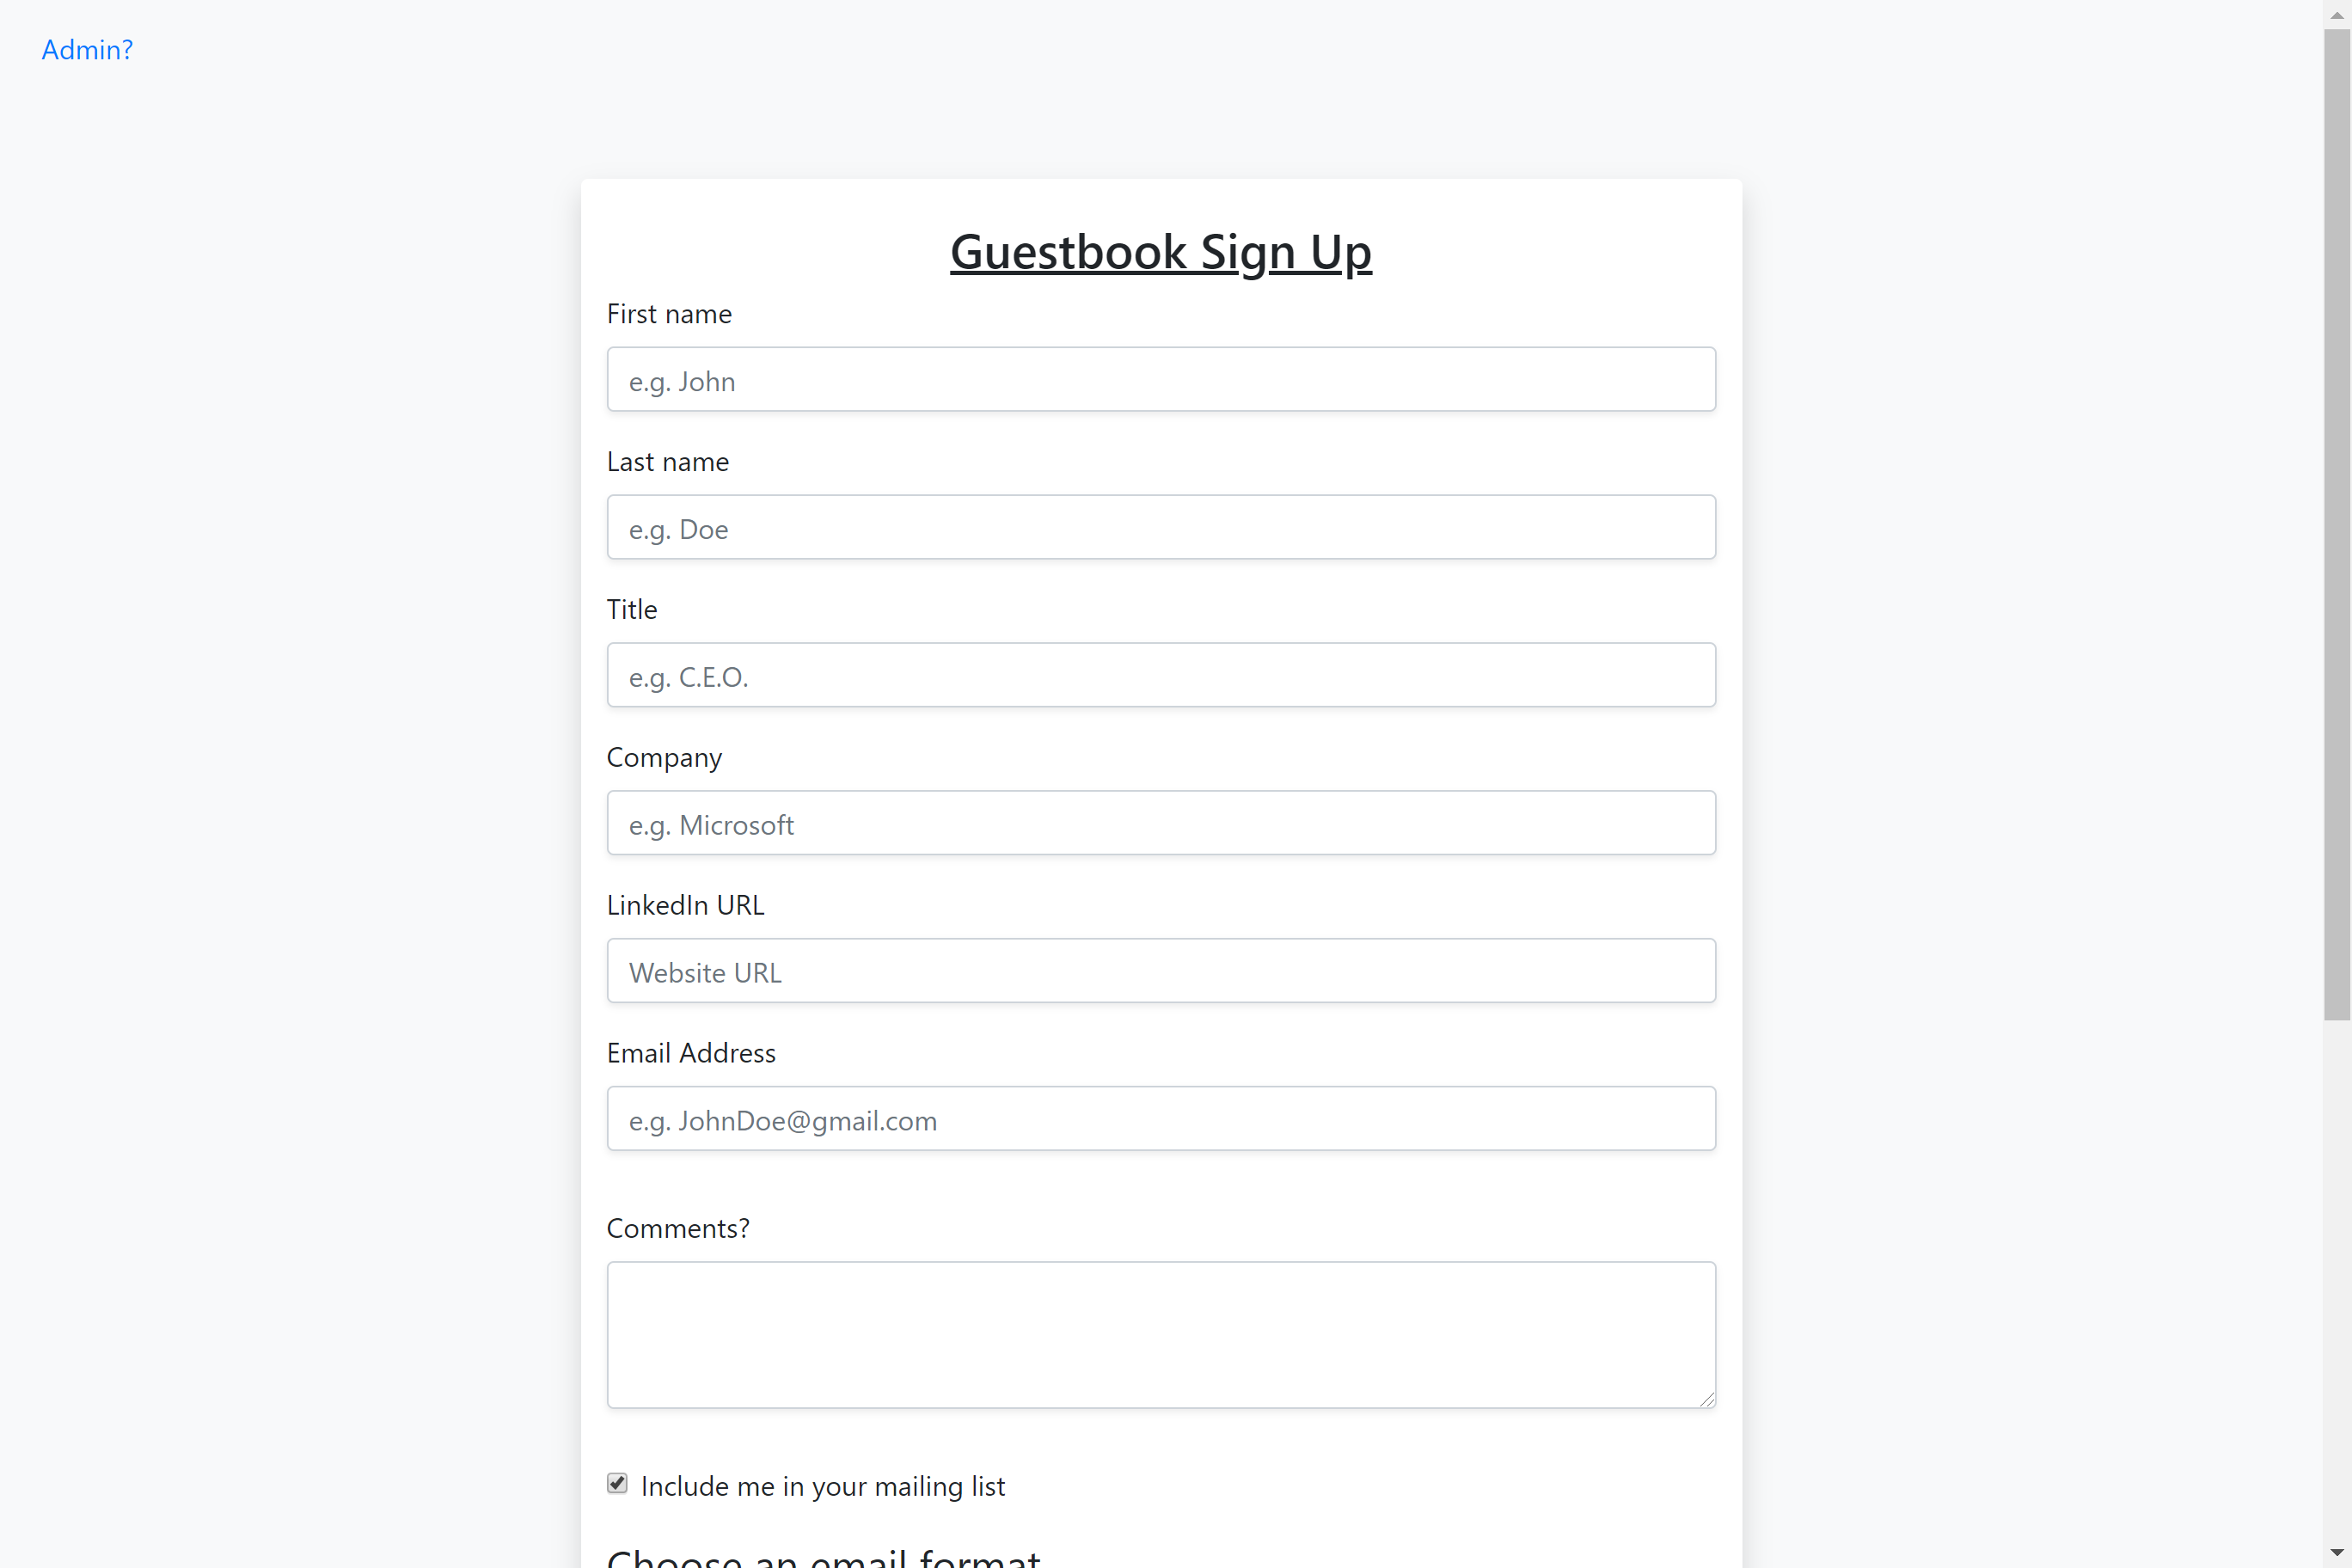 Admin?
Guestbook Sign Up
First name
e.g. John
Last name
e.g. Doe
Title
e.g. C.E.O.
Company
e.g. Microsoft
LinkedIn URL
Website URL
Email Address
e.g. JohnDoe@gmail.com
Comments?
Include me in your mailing list
Choose an email format